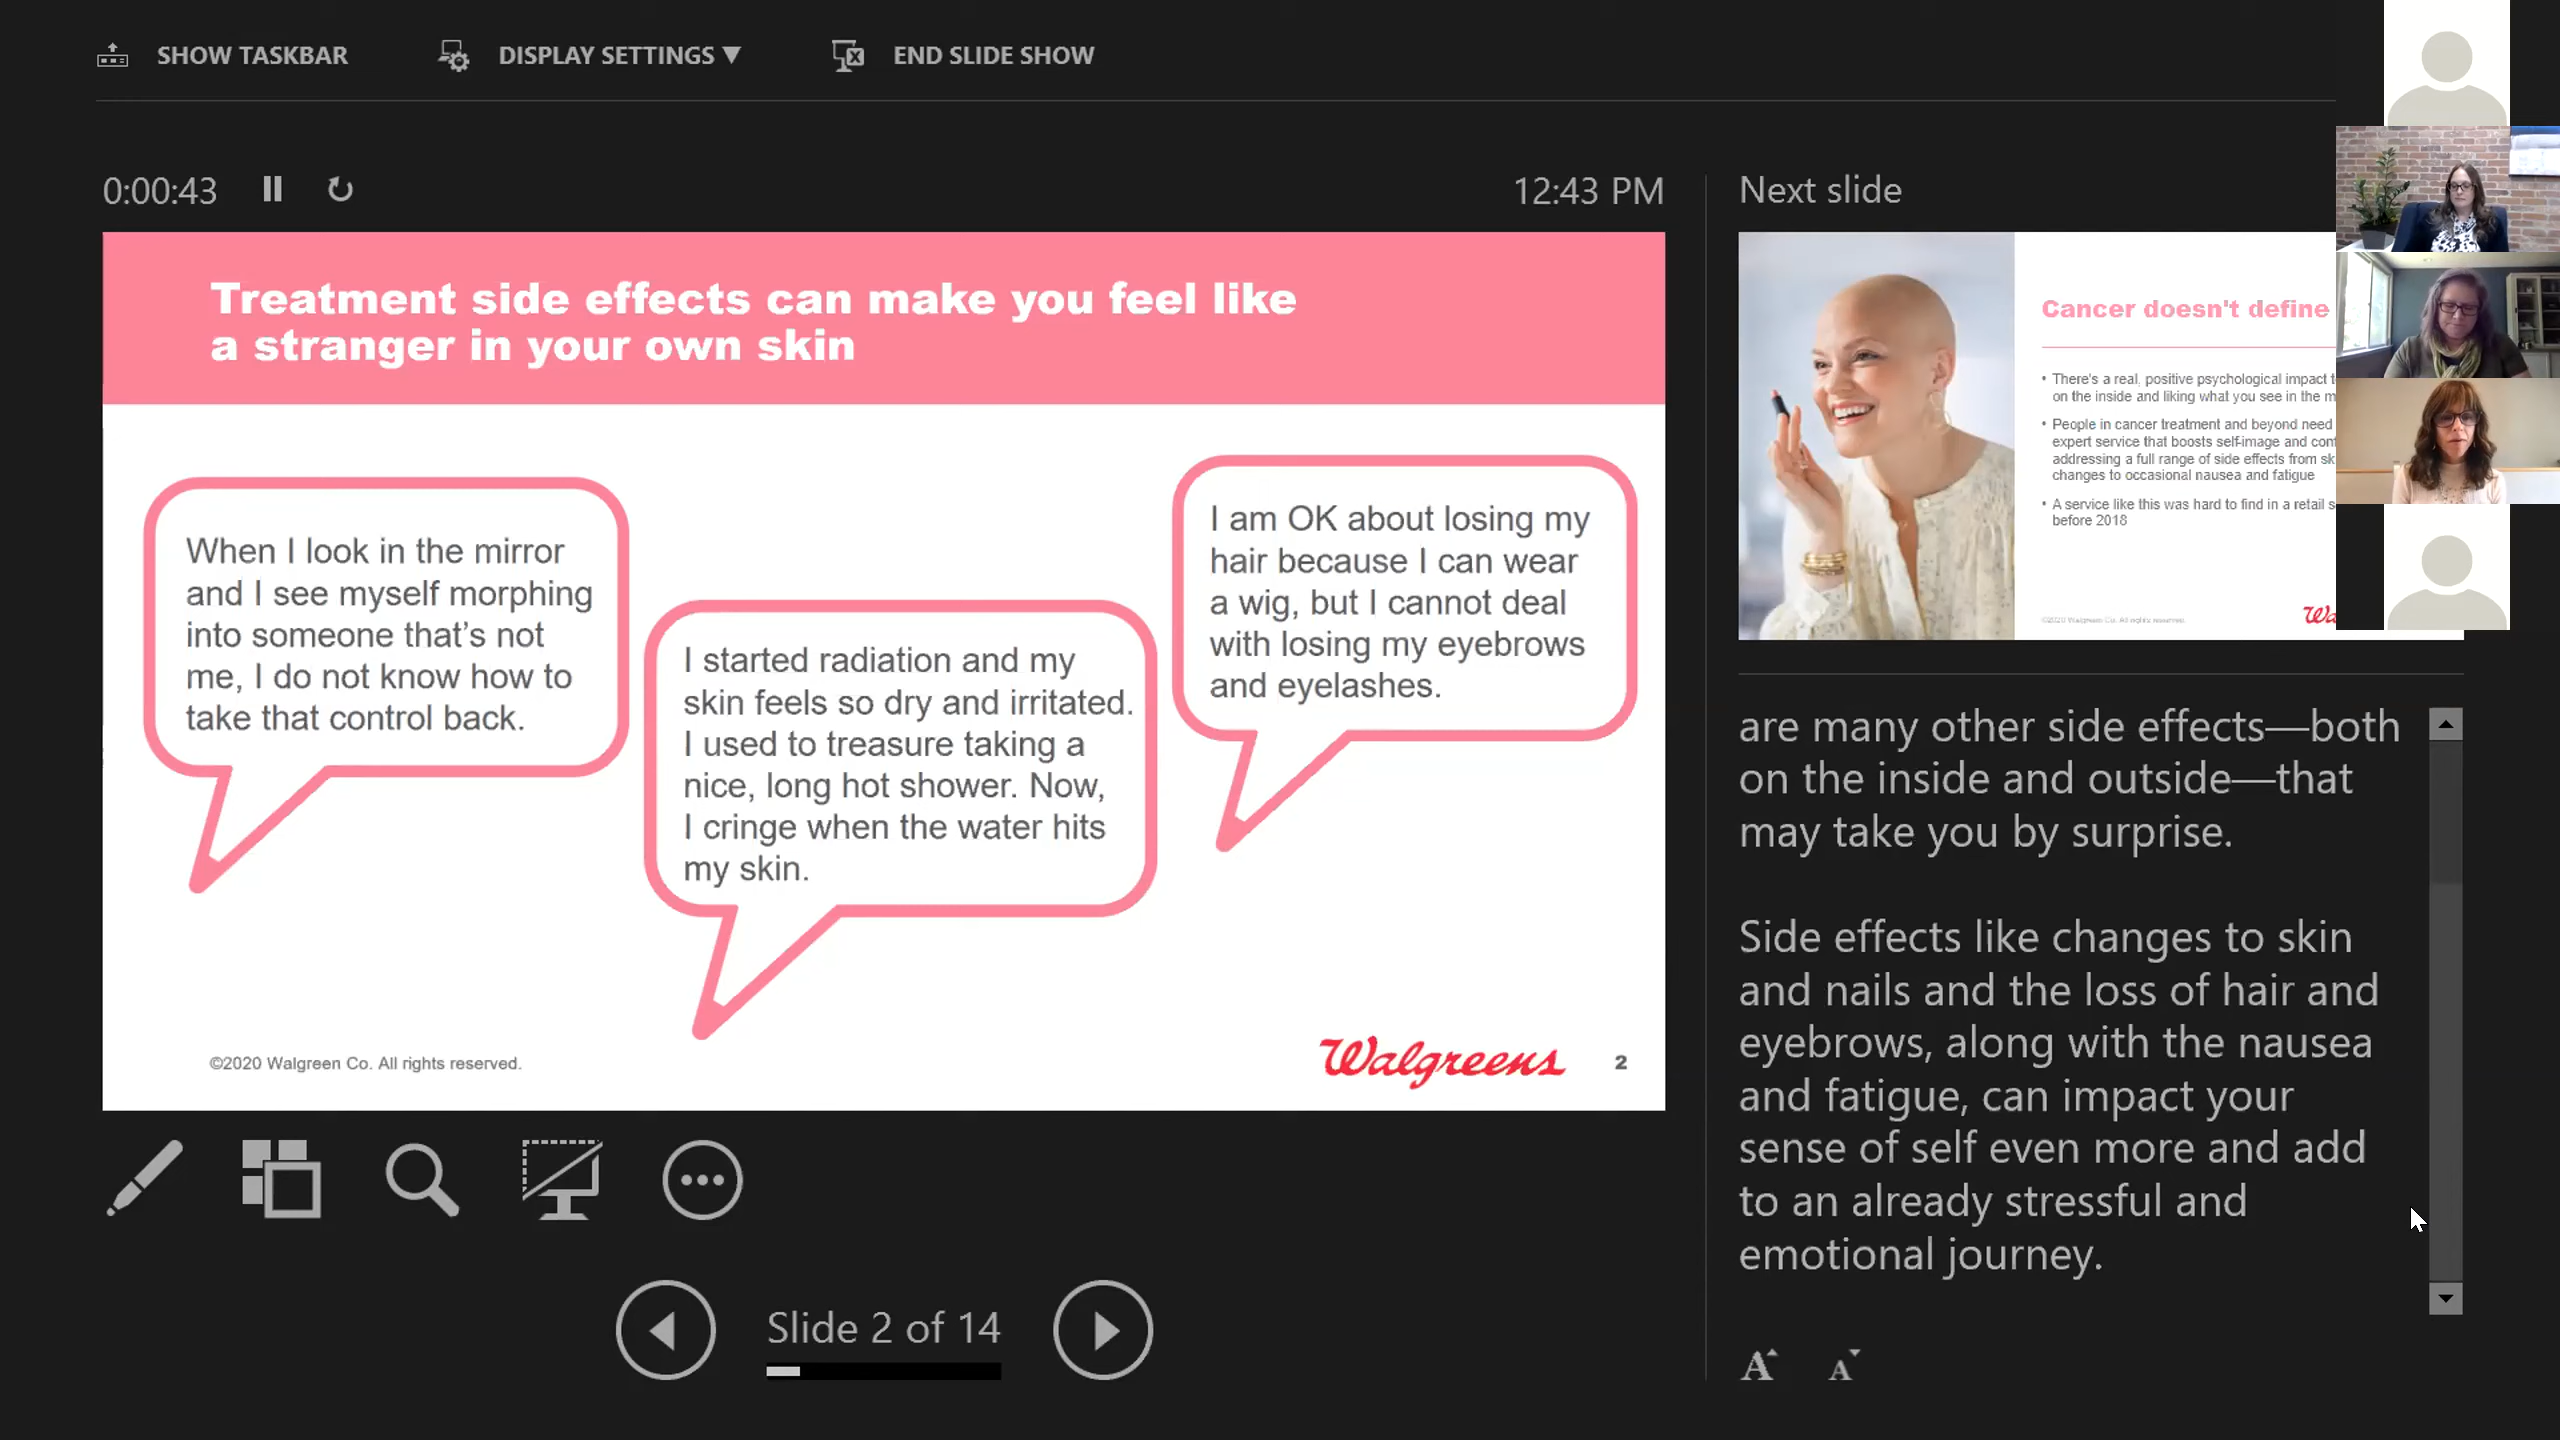 SHOW TASKBAR
DISPLAY SETTINGS ▼
END SLIDE SHOW
0:00:43
12:43 PM
Treatment side effects can make you feel like
a stranger in your own skin
When I look in the mirror
and I see myself morphing
into someone that’s not
me, I do not know how to
take that control back.
I started radiation and my
skin feels so dry and irritated.
I used to treasure taking a
nice, long hot shower. Now,
I cringe when the water hits
my skin.
I am OK about losing my
hair because I can wear
a wig, but I cannot deal
with losing my eyebrows
and eyelashes.
©2020 Walgreen Co. All rights reserved.
Walgreens
2
Slide 2 of 14
Next slide
Cancer doesn't define
• There's a real, positive psychological impact
on the inside and liking what you see in the
• People in cancer treatment and beyond need
expert service that boosts self-image and
addressing a full range of side effects from
changes to occasional nausea and fatigue
• A service like this was hard to find in a retail
before 2018
©2020 Walgreen Co. All rights reserved.
are many other side effects—both
on the inside and outside—that
may take you by surprise.
Side effects like changes to skin
and nails and the loss of hair and
eyebrows, along with the nausea
and fatigue, can impact your
sense of self even more and add
to an already stressful and
emotional journey.
A A